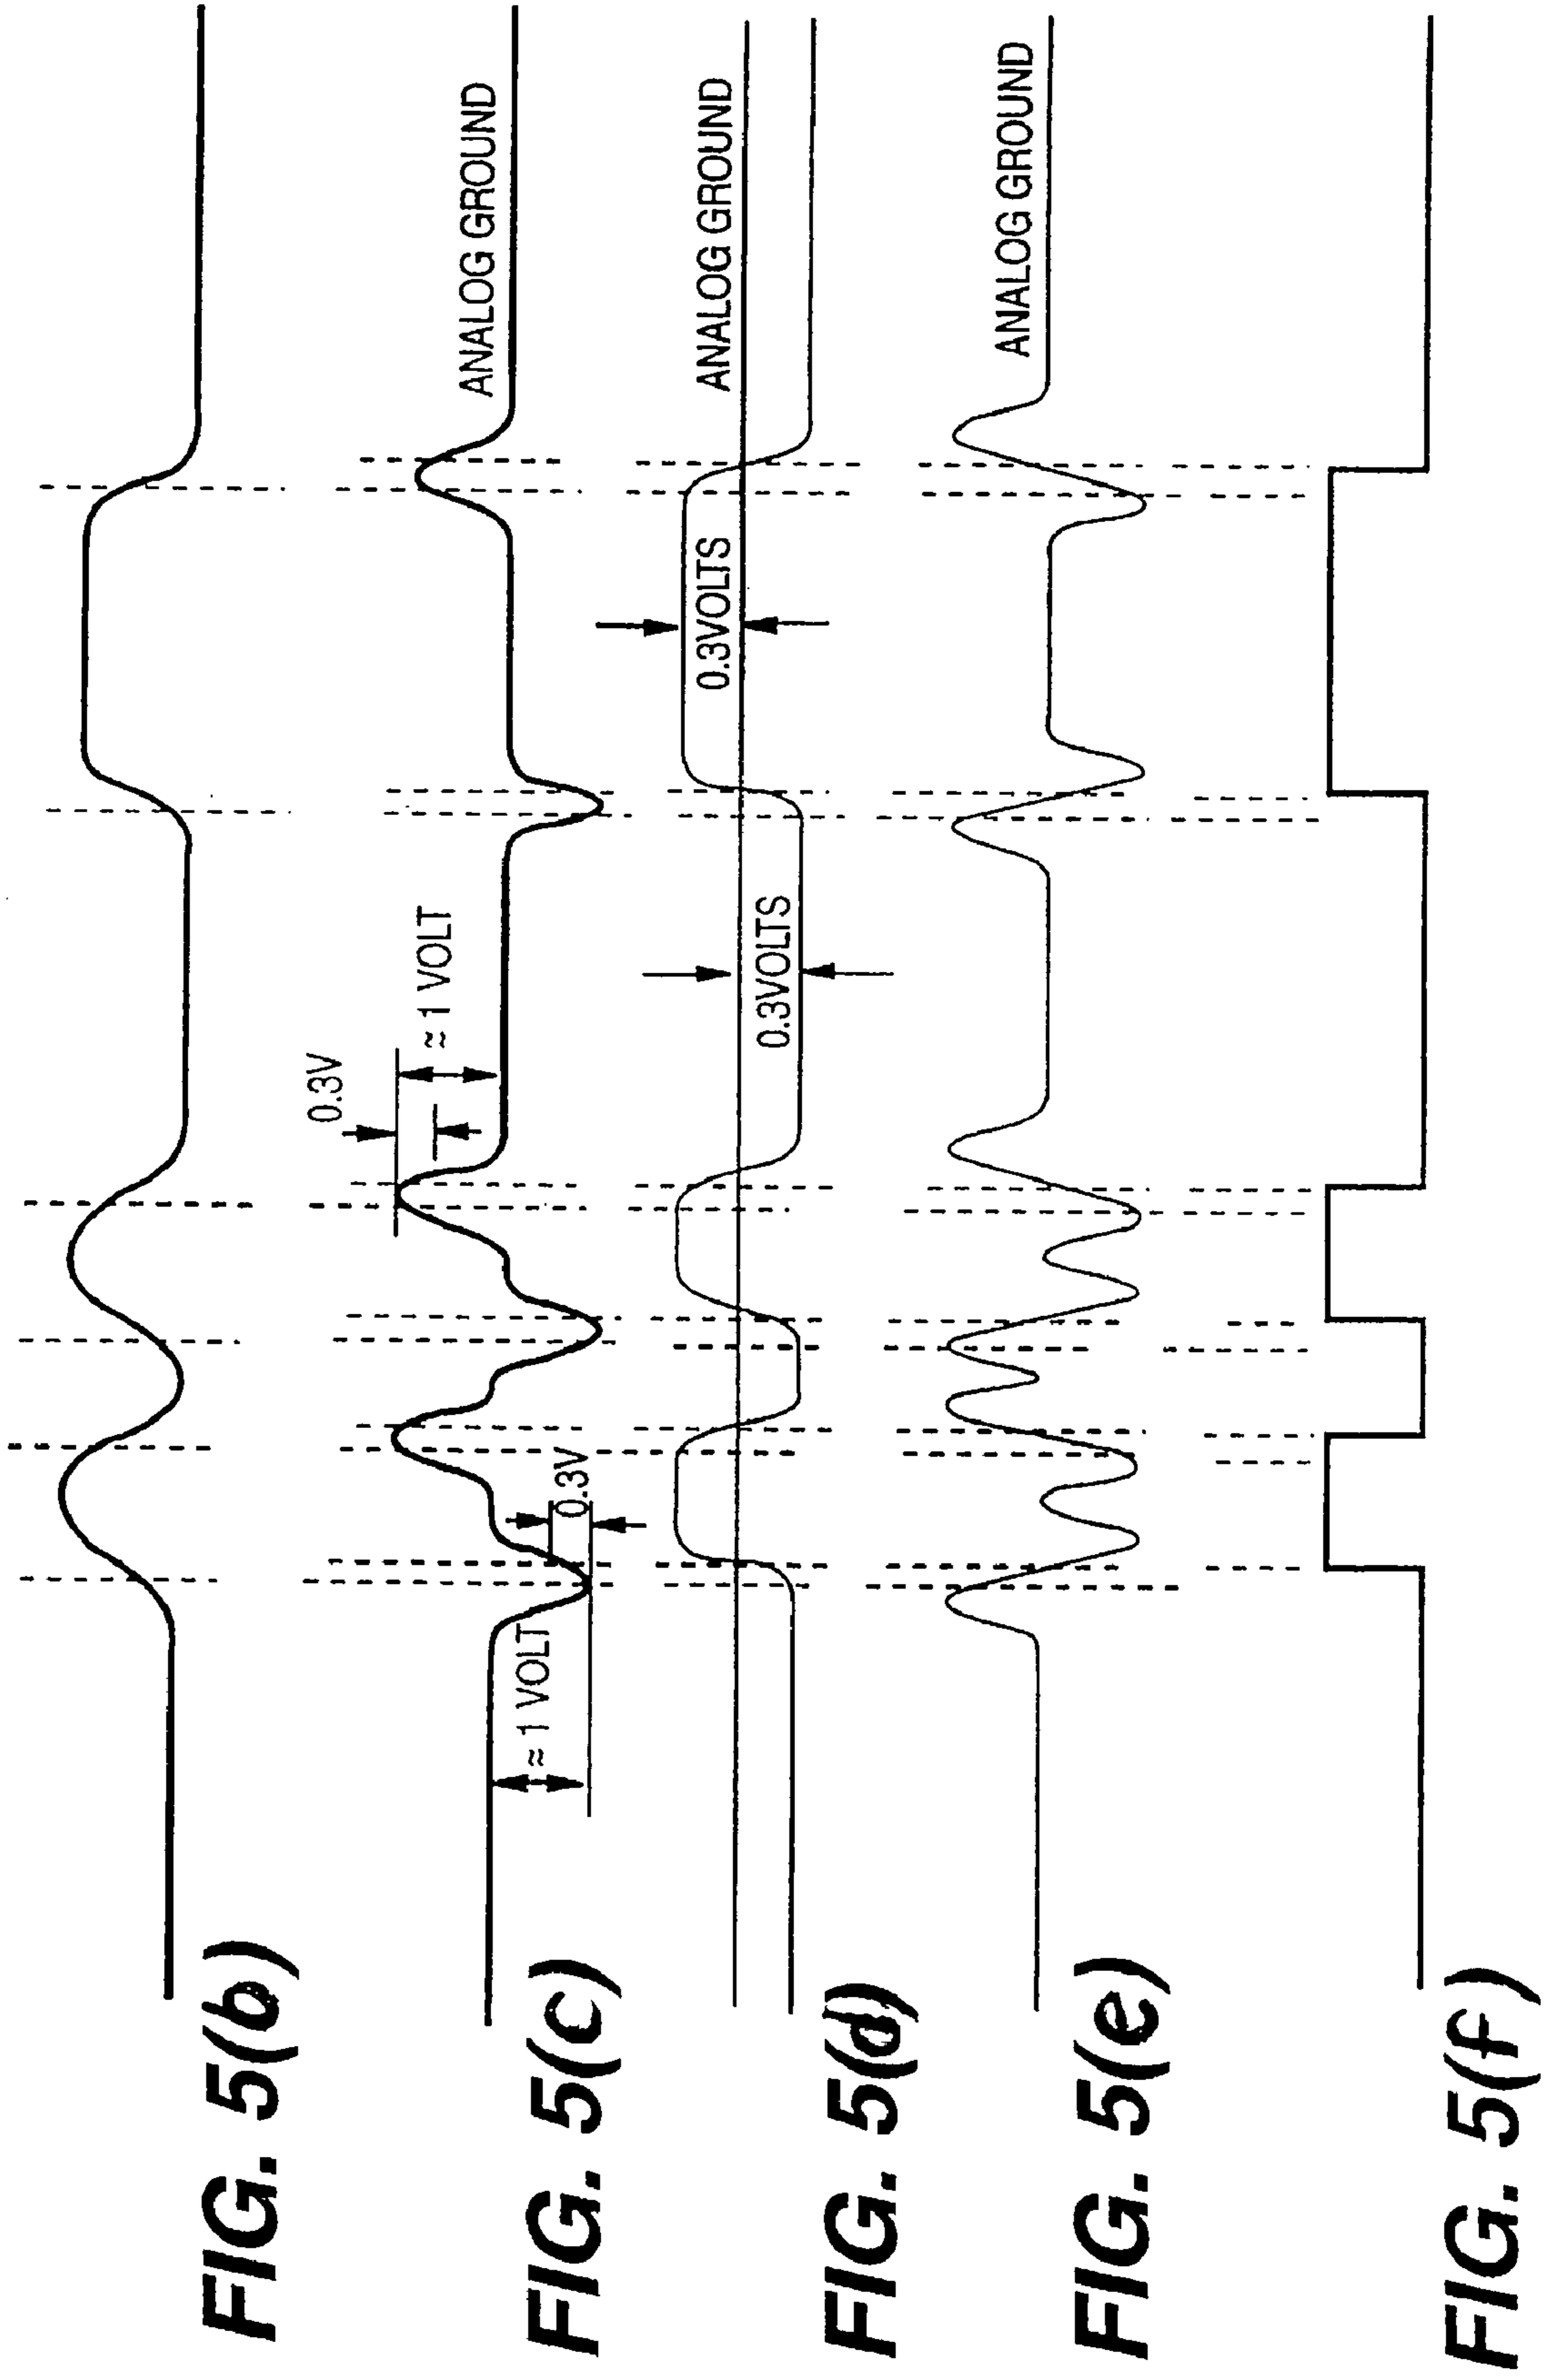 FIG. 5(b)
FIG. 5(c)
≈ 1 VOLT
0.3V
0.3V
≈ 1 VOLT
ANALOG GROUND
FIG. 5(d)
0.3VOLTS
0.3VOLTS
ANALOG GROUND
FIG. 5(e)
ANALOG GROUND
FIG. 5(f)